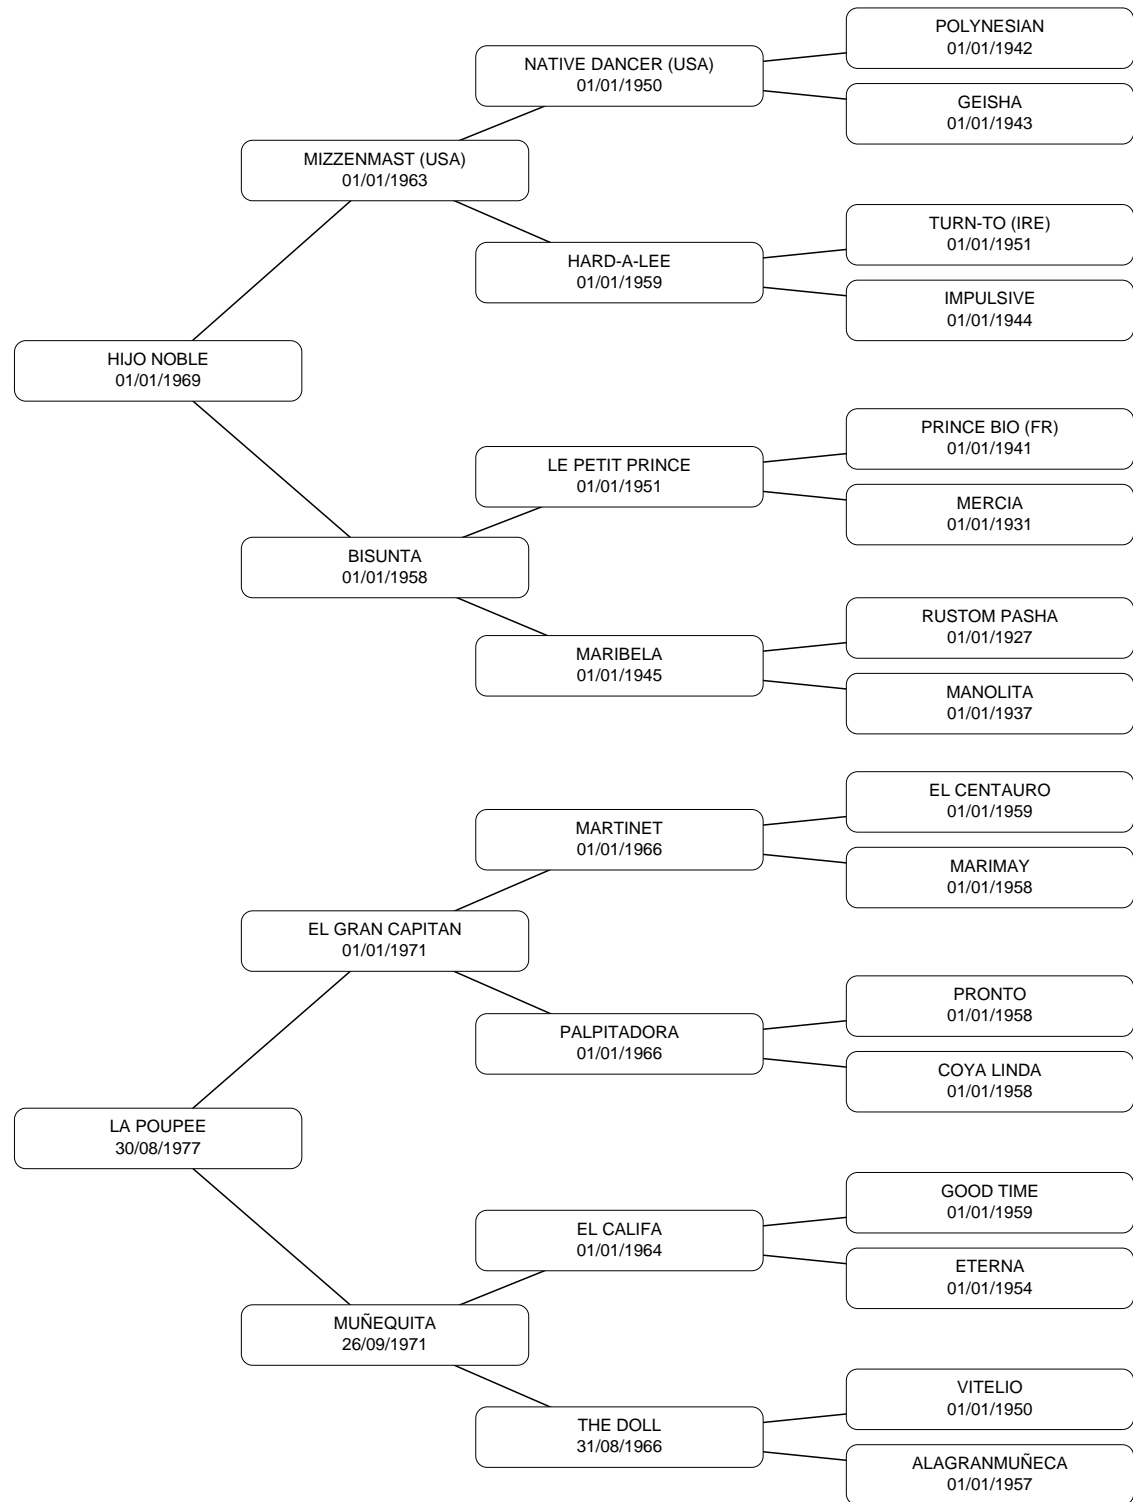 POLYNESIAN
01/01/1942
NATIVE DANCER (USA)
01/01/1950
GEISHA
01/01/1943
MIZZENMAST (USA)
01/01/1963
TURN-TO (IRE)
01/01/1951
HARD-A-LEE
01/01/1959
IMPULSIVE
01/01/1944
HIJO NOBLE
01/01/1969
PRINCE BIO (FR)
01/01/1941
LE PETIT PRINCE
01/01/1951
MERCIA
01/01/1931
BISUNTA
01/01/1958
RUSTOM PASHA
01/01/1927
MARIBELA
01/01/1945
MANOLITA
01/01/1937
EL CENTAURO
01/01/1959
MARTINET
01/01/1966
MARIMAY
01/01/1958
EL GRAN CAPITAN
01/01/1971
PRONTO
01/01/1958
PALPITADORA
01/01/1966
COYA LINDA
01/01/1958
LA POUPEE
30/08/1977
GOOD TIME
01/01/1959
EL CALIFA
01/01/1964
ETERNA
01/01/1954
MUÑEQUITA
26/09/1971
VITELIO
01/01/1950
THE DOLL
31/08/1966
ALAGRANMUÑECA
01/01/1957